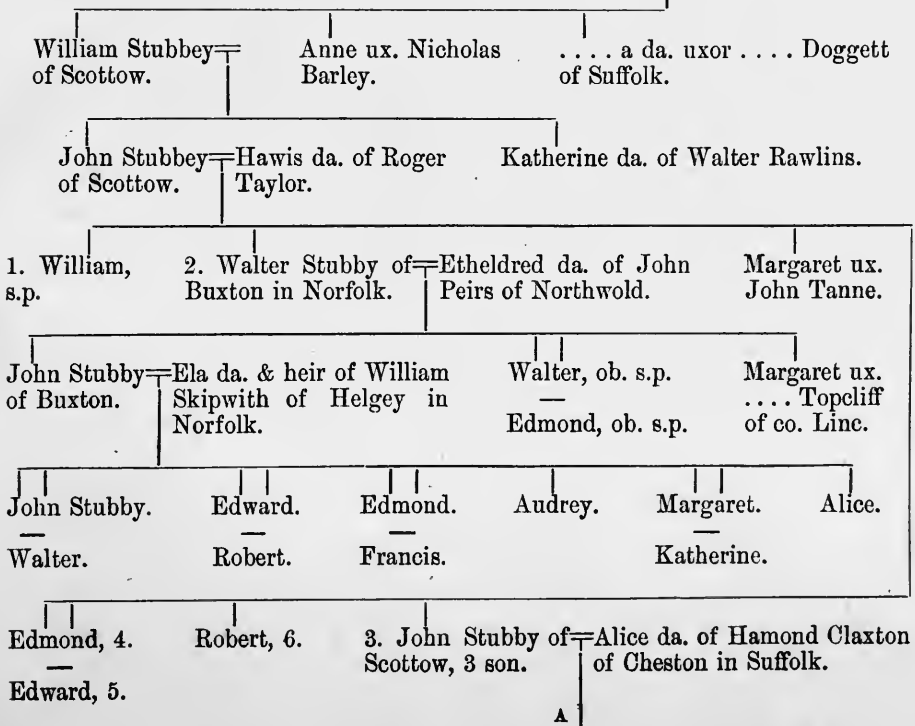 William Stubbey of Scottow.
Anne ux. Nicholas Barley.
. . . . a da. uxor . . . . Doggett of Suffolk.
John Stubbey of Scottow.
Hawis da. of Roger Taylor.
Katherine da. of Walter Rawlins.
1. William, s.p.
2. Walter Stubby of Buxton in Norfolk.
Etheldred da. of John Peirs of Northwold.
Margaret ux. John Tanne.
John Stubby of Buxton.
Ela da. & heir of William Skipwith of Helgey in Norfolk.
Walter, ob. s.p.
—
Edmond, ob. s.p.
Margaret ux. . . . . Topcliff of co. Linc.
John Stubby.
—
Walter.
Edward.
—
Robert.
Edmond.
—
Francis.
Audrey.
Margaret.
—
Katherine.
Alice.
Edmond, 4.
—
Edward, 5.
Robert, 6.
3. John Stubby of Scottow, 3 son.
Alice da. of Hamond Claxton of Cheston in Suffolk.
A